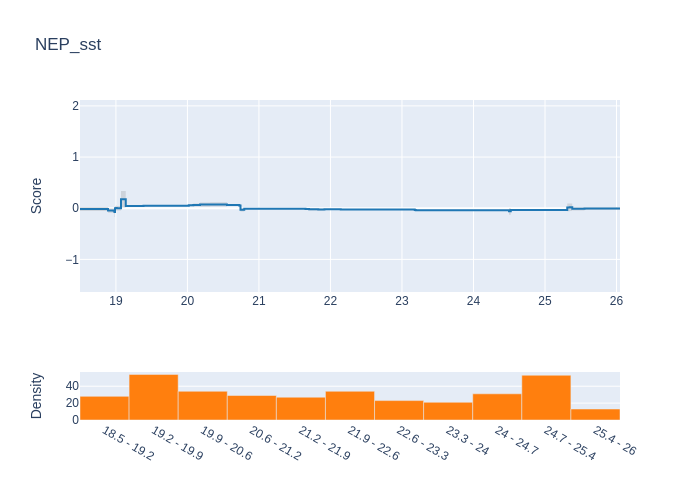 NEP_sst
Score
2
1
0
−1
19 20 21 22 23 24 25 26
Density
40
20
0
18.5 - 19.2
19.2 - 19.9
19.9 - 20.6
20.6 - 21.2
21.2 - 21.9
21.9 - 22.6
22.6 - 23.3
23.3 - 24
24 - 24.7
24.7 - 25.4
25.4 - 26